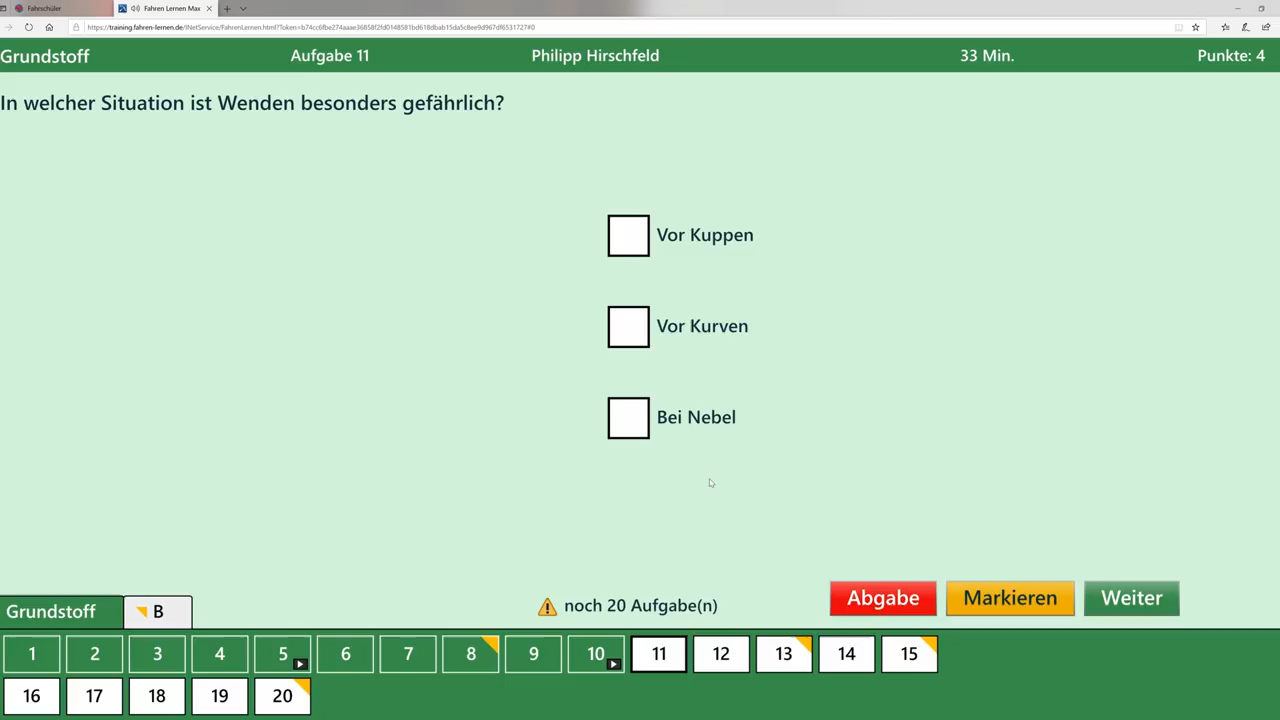 Fahrschüler
Fahren Lernen Max
Grundstoff
Aufgabe 11
Philipp Hirschfeld
33 Min.
Punkte: 4
In welcher Situation ist Wenden besonders gefährlich?
Vor Kuppen
Vor Kurven
Bei Nebel
Grundstoff
B
noch 20 Aufgabe(n)
Abgabe
Markieren
Weiter
1 2 3 4 5 6 7 8 9 10 11 12 13 14 15
16 17 18 19 20